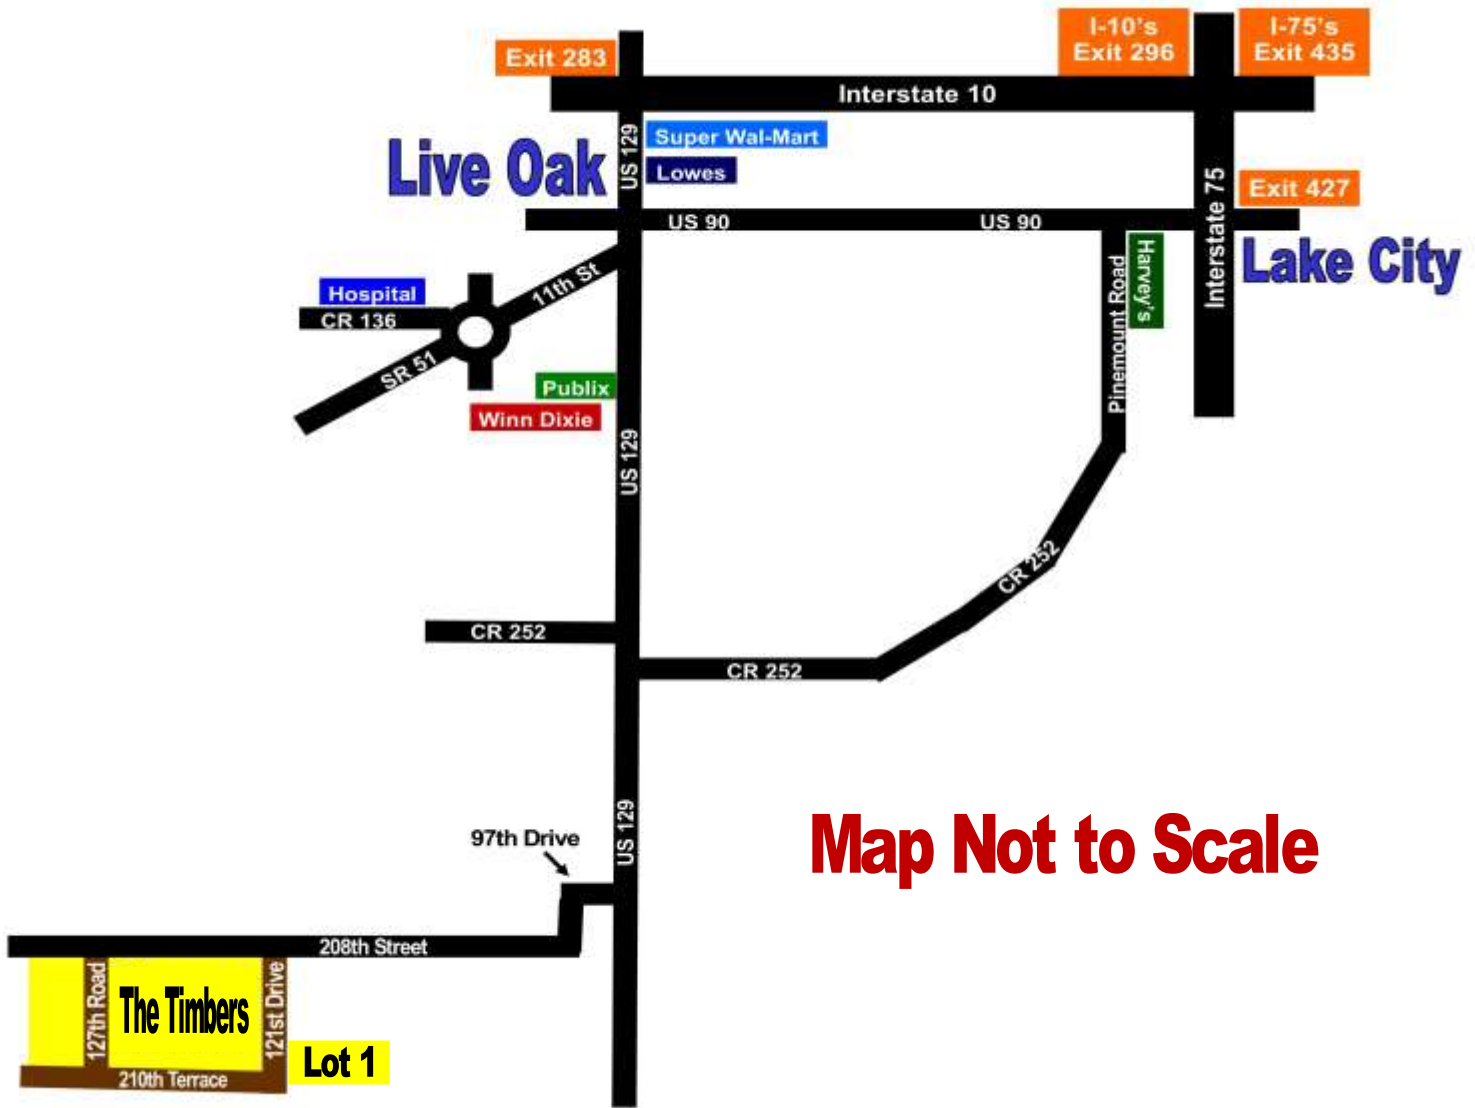 I-10's
Exit 296
I-75's
Exit 435
Exit 283
Interstate 10
US 129
Super Wal-Mart
Live Oak
Lowes
Interstate 75
Exit 427
US 90
US 90
Lake City
Harvey's
Pinemount Road
11th St
Hospital
CR 136
SR 51
Publix
Winn Dixie
US 129
CR 252
CR 252
CR 252
US 129
97th Drive
Map Not to Scale
208th Street
127th Road
The Timbers
121st Drive
Lot 1
210th Terrace